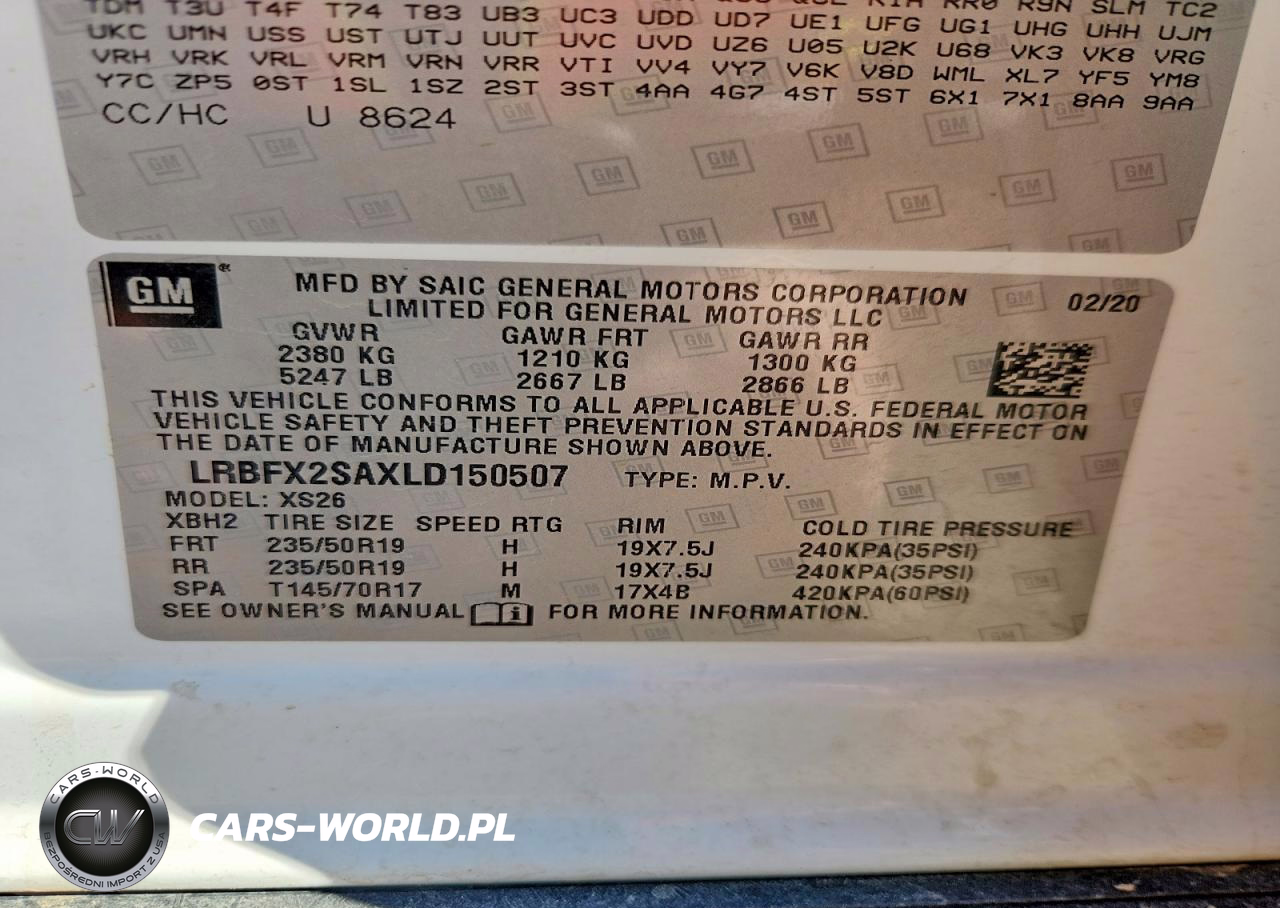 TDM T3U T4F T74 T83 UB3 UC3 UDD UD7 UE1 UFG UG1 UHG UHH UJM
UKC UMN USS UST UTJ UUT UVC UVD UZ6 U05 U2K U68 VK3 VK8 VRG
VRH VRK VRL VRM VRN VRR VTI VV4 VY7 V6K V8D WML XL7 YF5 YM8
Y7C ZP5 0ST 1SL 1SZ 2ST 3ST 4AA 4G7 4ST 5ST 6X1 7X1 8AA 9AA
CC/HC U 8624
GM®
MFD BY SAIC GENERAL MOTORS CORPORATION 02/20
LIMITED FOR GENERAL MOTORS LLC
GVWR GAWR FRT GAWR RR
2380 KG 1210 KG 1300 KG
5247 LB 2667 LB 2866 LB
THIS VEHICLE CONFORMS TO ALL APPLICABLE U.S. FEDERAL MOTOR
VEHICLE SAFETY AND THEFT PREVENTION STANDARDS IN EFFECT ON
THE DATE OF MANUFACTURE SHOWN ABOVE.
LRBFX2SAXLD150507 TYPE: M.P.V.
MODEL: XS26
XBH2 TIRE SIZE SPEED RTG RIM COLD TIRE PRESSURE
FRT 235/50R19 H 19X7.5J 240KPA(35PSI)
RR 235/50R19 H 19X7.5J 240KPA(35PSI)
SPA T145/70R17 M 17X4B 420KPA(60PSI)
SEE OWNER'S MANUAL FOR MORE INFORMATION.
CARS-WORLD
CW
BEZPOŚREDNI IMPORT Z USA
CARS-WORLD.PL